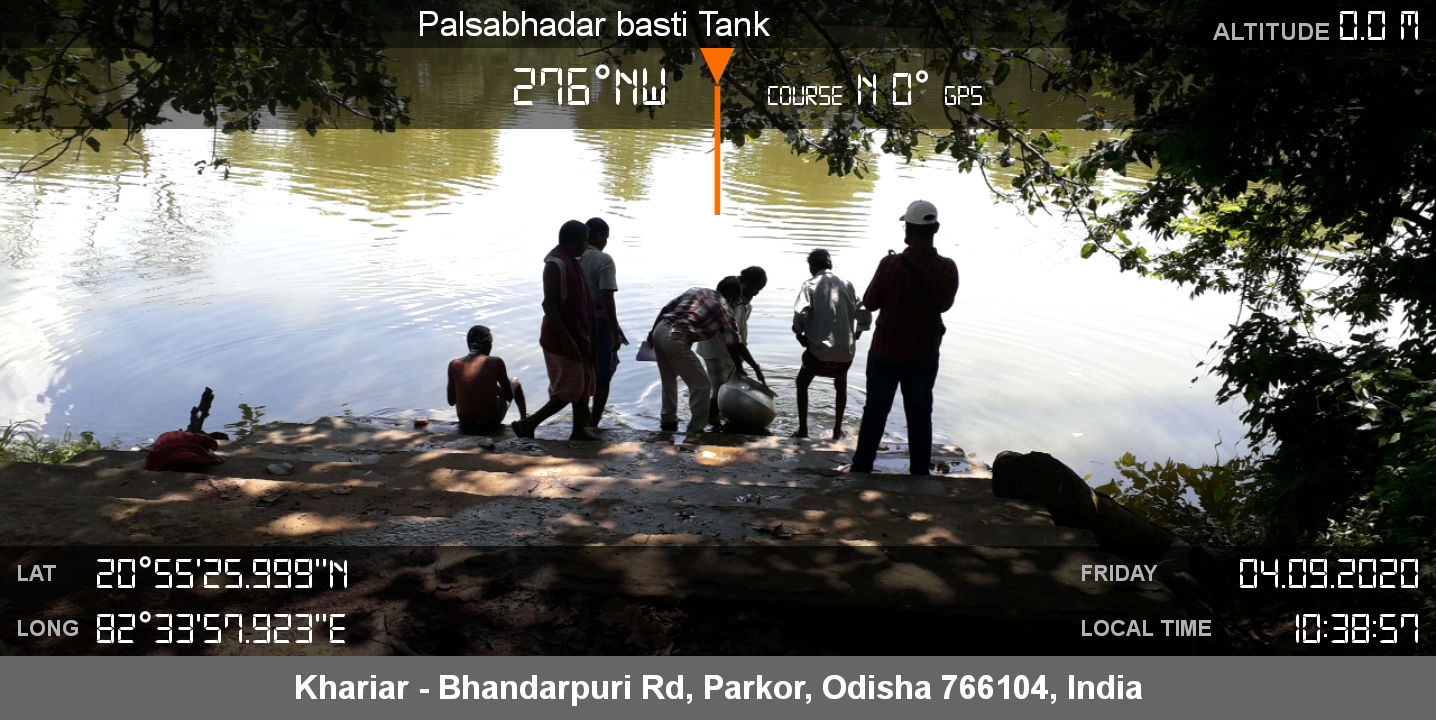 Palsabhadar basti Tank
ALTITUDE 0.0 M
276°NW
COURSE N 0° GPS
LAT 20°55'25.999"N
FRIDAY 04.09.2020
LONG 82°33'57.923"E
LOCAL TIME 10:38:57
Khariar - Bhandarpuri Rd, Parkor, Odisha 766104, India